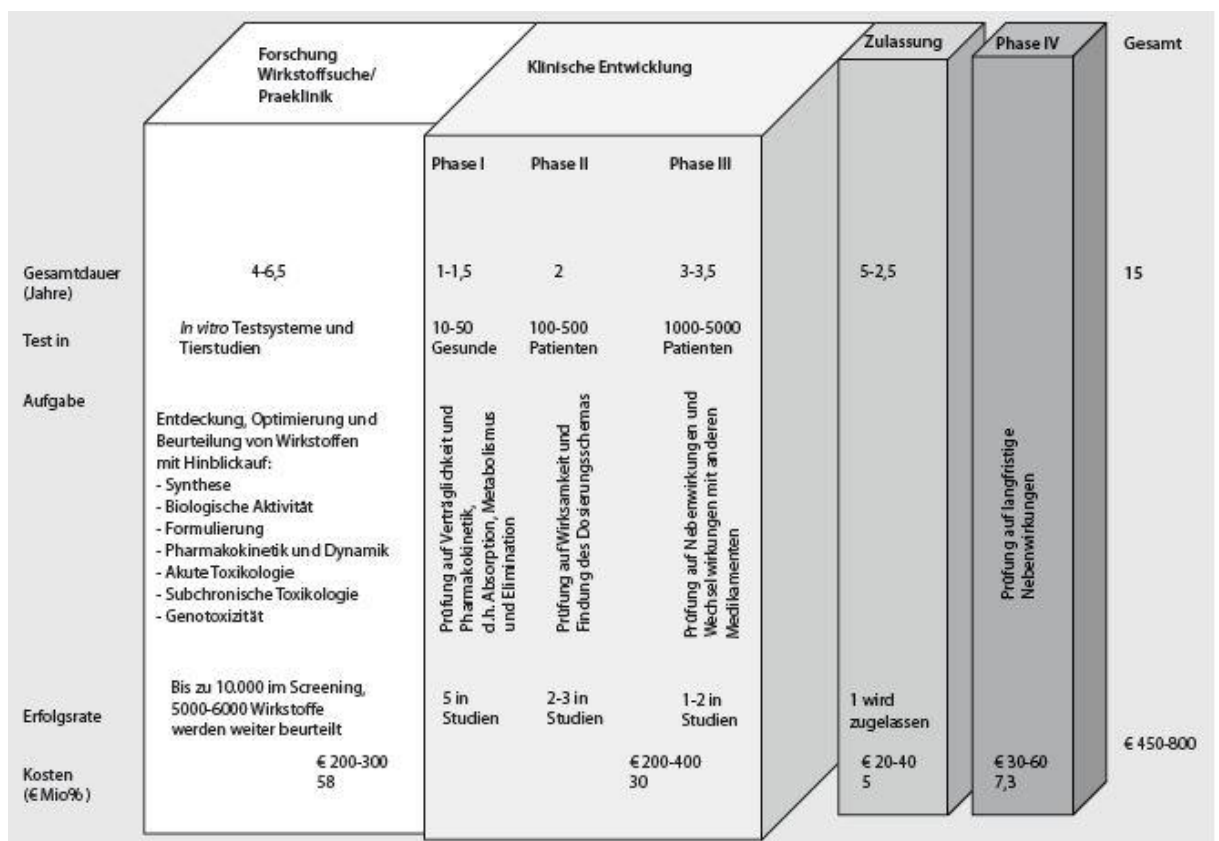 Forschung
Wirkstoffsuche/
Praeklinik
Klinische Entwicklung
Zulassung
Phase IV
Gesamt
Phase I
Phase II
Phase III
Gesamtdauer
(Jahre)
4-6,5
1-1,5
2
3-3,5
5-2,5
15
Test in
In vitro Testsysteme und
Tierstudien
10-50
Gesunde
100-500
Patienten
1000-5000
Patienten
Aufgabe
Entdeckung, Optimierung und
Beurteilung von Wirkstoffen
mit Hinblickauf:
- Synthese
- Biologische Aktivität
- Formulierung
- Pharmakokinetik und Dynamik
- Akute Toxikologie
- Subchronische Toxikologie
- Genotoxizität
Prüfung auf Verträglichkeit und
Pharmakokinetik,
d.h. Absorption, Metabolismus
und Elimination
Prüfung auf Wirksamkeit und
Findung des Dosierungsschemas
Prüfung auf Nebenwirkungen und
Wechselwirkungen mit anderen
Medikamenten
Prüfung auf langfristige
Nebenwirkungen
Erfolgsrate
Bis zu 10.000 im Screening,
5000-6000 Wirkstoffe
werden weiter beurteilt
5 in
Studien
2-3 in
Studien
1-2 in
Studien
1 wird
zugelassen
Kosten
(€ Mio% )
€ 200-300
58
€ 200-400
30
€ 20-40
5
€ 30-60
7,3
€ 450-800